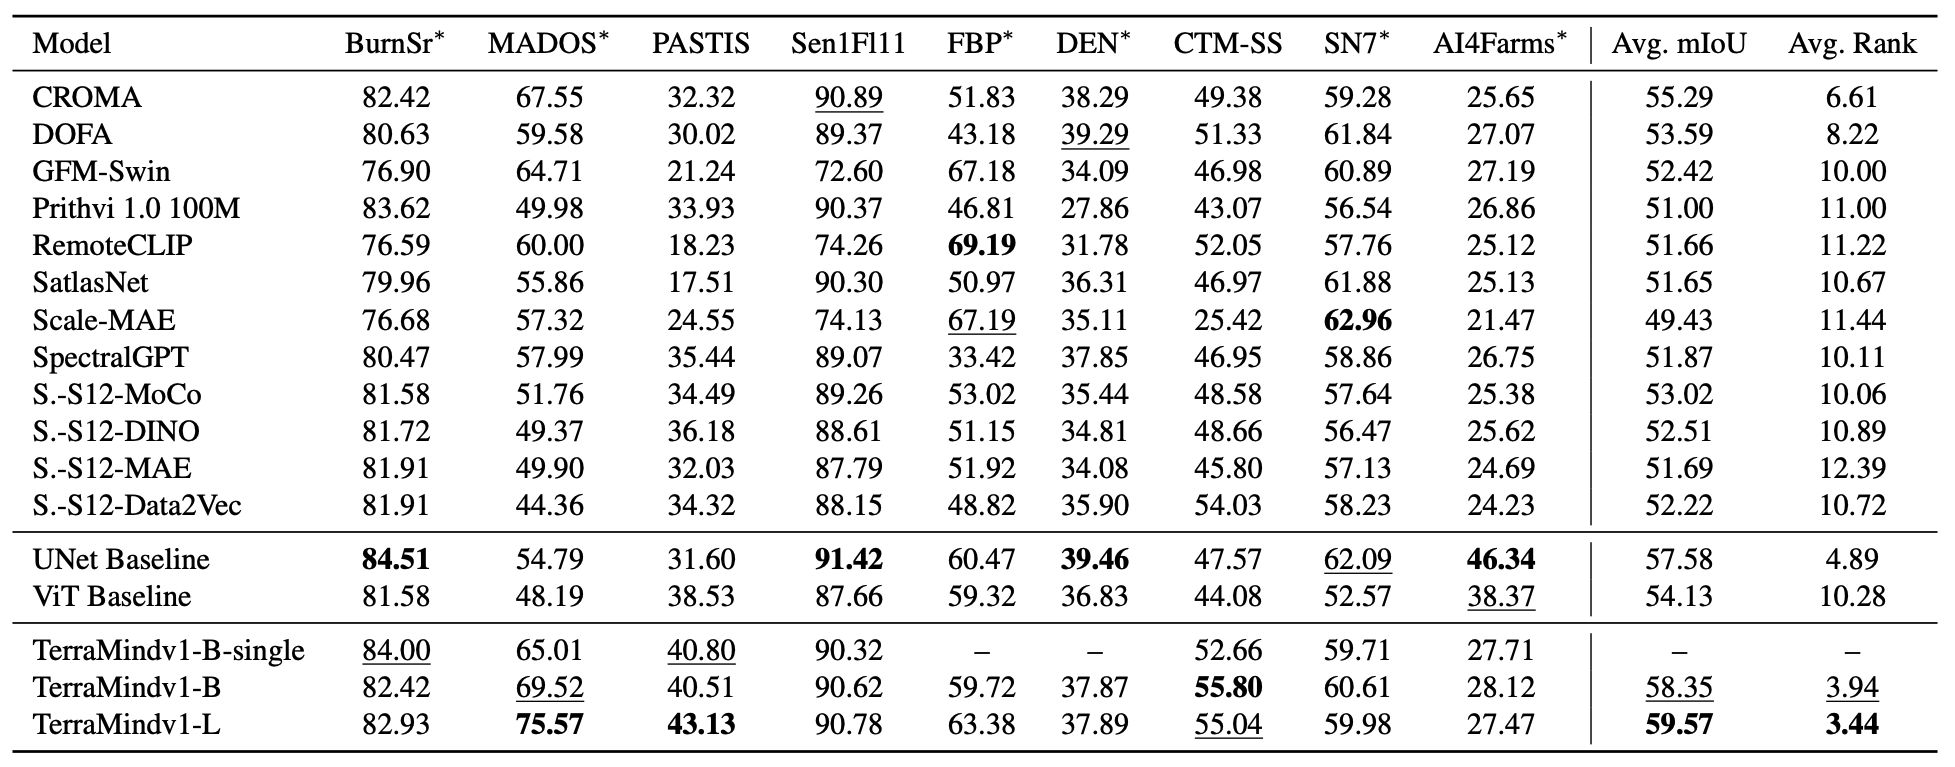 Model BurnSr* MADOS* PASTIS Sen1Fl11 FBP* DEN* CTM-SS SN7* AI4Farms* Avg. mIoU Avg. Rank
CROMA 82.42 67.55 32.32 90.89 51.83 38.29 49.38 59.28 25.65 55.29 6.61
DOFA 80.63 59.58 30.02 89.37 43.18 39.29 51.33 61.84 27.07 53.59 8.22
GFM-Swin 76.90 64.71 21.24 72.60 67.18 34.09 46.98 60.89 27.19 52.42 10.00
Prithvi 1.0 100M 83.62 49.98 33.93 90.37 46.81 27.86 43.07 56.54 26.86 51.00 11.00
RemoteCLIP 76.59 60.00 18.23 74.26 69.19 31.78 52.05 57.76 25.12 51.66 11.22
SatlasNet 79.96 55.86 17.51 90.30 50.97 36.31 46.97 61.88 25.13 51.65 10.67
Scale-MAE 76.68 57.32 24.55 74.13 67.19 35.11 25.42 62.96 21.47 49.43 11.44
SpectralGPT 80.47 57.99 35.44 89.07 33.42 37.85 46.95 58.86 26.75 51.87 10.11
S.-S12-MoCo 81.58 51.76 34.49 89.26 53.02 35.44 48.58 57.64 25.38 53.02 10.06
S.-S12-DINO 81.72 49.37 36.18 88.61 51.15 34.81 48.66 56.47 25.62 52.51 10.89
S.-S12-MAE 81.91 49.90 32.03 87.79 51.92 34.08 45.80 57.13 24.69 51.69 12.39
S.-S12-Data2Vec 81.91 44.36 34.32 88.15 48.82 35.90 54.03 58.23 24.23 52.22 10.72
UNet Baseline 84.51 54.79 31.60 91.42 60.47 39.46 47.57 62.09 46.34 57.58 4.89
ViT Baseline 81.58 48.19 38.53 87.66 59.32 36.83 44.08 52.57 38.37 54.13 10.28
TerraMindv1-B-single 84.00 65.01 40.80 90.32 – – 52.66 59.71 27.71 – –
TerraMindv1-B 82.42 69.52 40.51 90.62 59.72 37.87 55.80 60.61 28.12 58.35 3.94
TerraMindv1-L 82.93 75.57 43.13 90.78 63.38 37.89 55.04 59.98 27.47 59.57 3.44